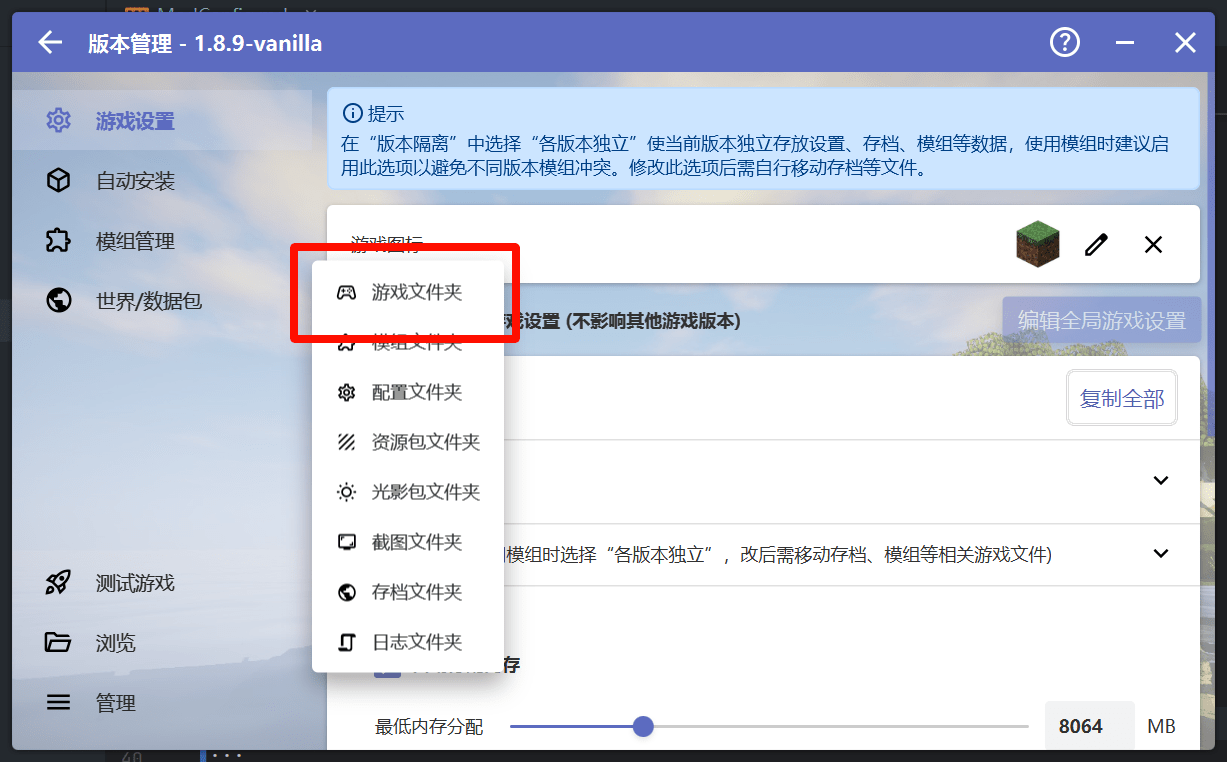 版本管理 - 1.8.9-vanilla
游戏设置
自动安装
模组管理
世界/数据包
测试游戏
浏览
管理
提示
在“版本隔离”中选择“各版本独立”使当前版本独立存放设置、存档、模组等数据，使用模组时建议启
用此选项以避免不同版本模组冲突。修改此选项后需自行移动存档等文件。
游戏图标
游戏文件夹
模组文件夹
配置文件夹
资源包文件夹
光影包文件夹
截图文件夹
存档文件夹
日志文件夹
戏设置 (不影响其他游戏版本)
编辑全局游戏设置
复制全部
模组时选择“各版本独立”，改后需移动存档、模组等相关游戏文件)
存
最低内存分配
8064
MB
40